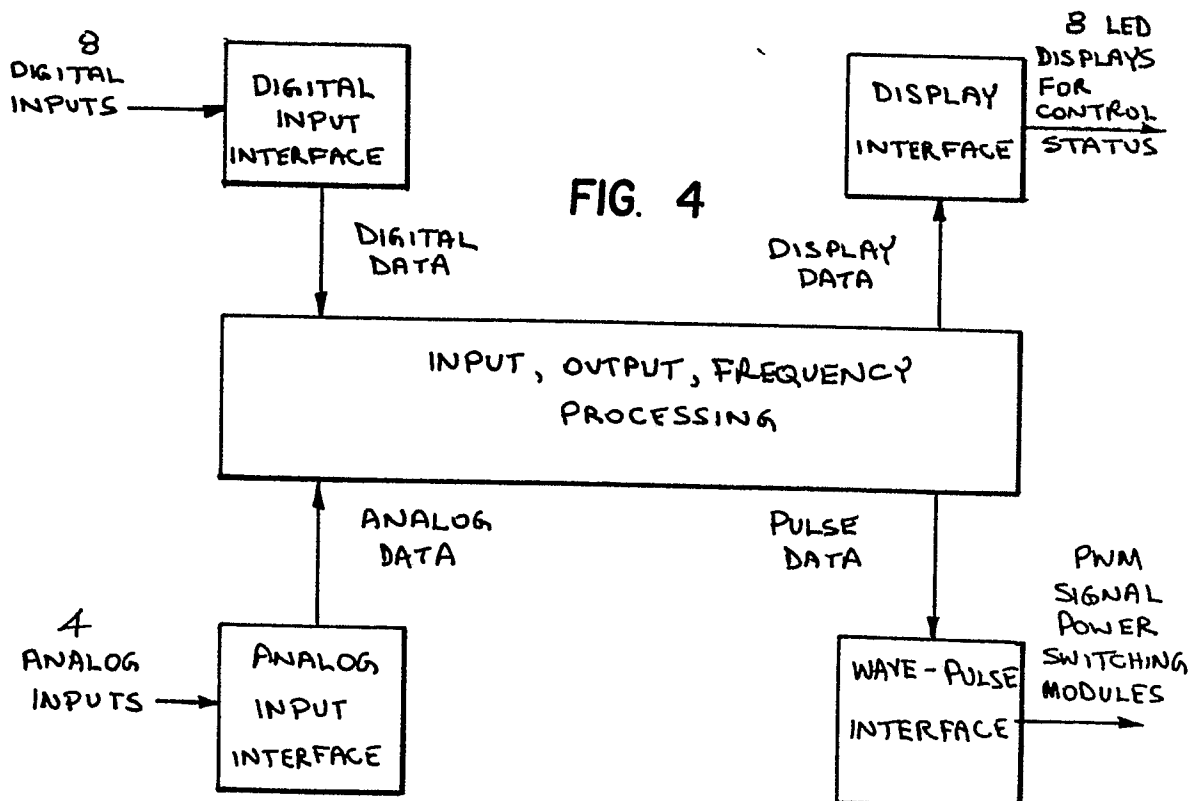 8
DIGITAL
INPUTS
DIGITAL
INPUT
INTERFACE
FIG. 4
DISPLAY
INTERFACE
8 LED
DISPLAYS
FOR
CONTROL
STATUS
DIGITAL
DATA
DISPLAY
DATA
INPUT, OUTPUT, FREQUENCY
PROCESSING
ANALOG
DATA
PULSE
DATA
4
ANALOG
INPUTS
ANALOG
INPUT
INTERFACE
WAVE-PULSE
INTERFACE
PWM
SIGNAL
POWER
SWITCHING
MODULES